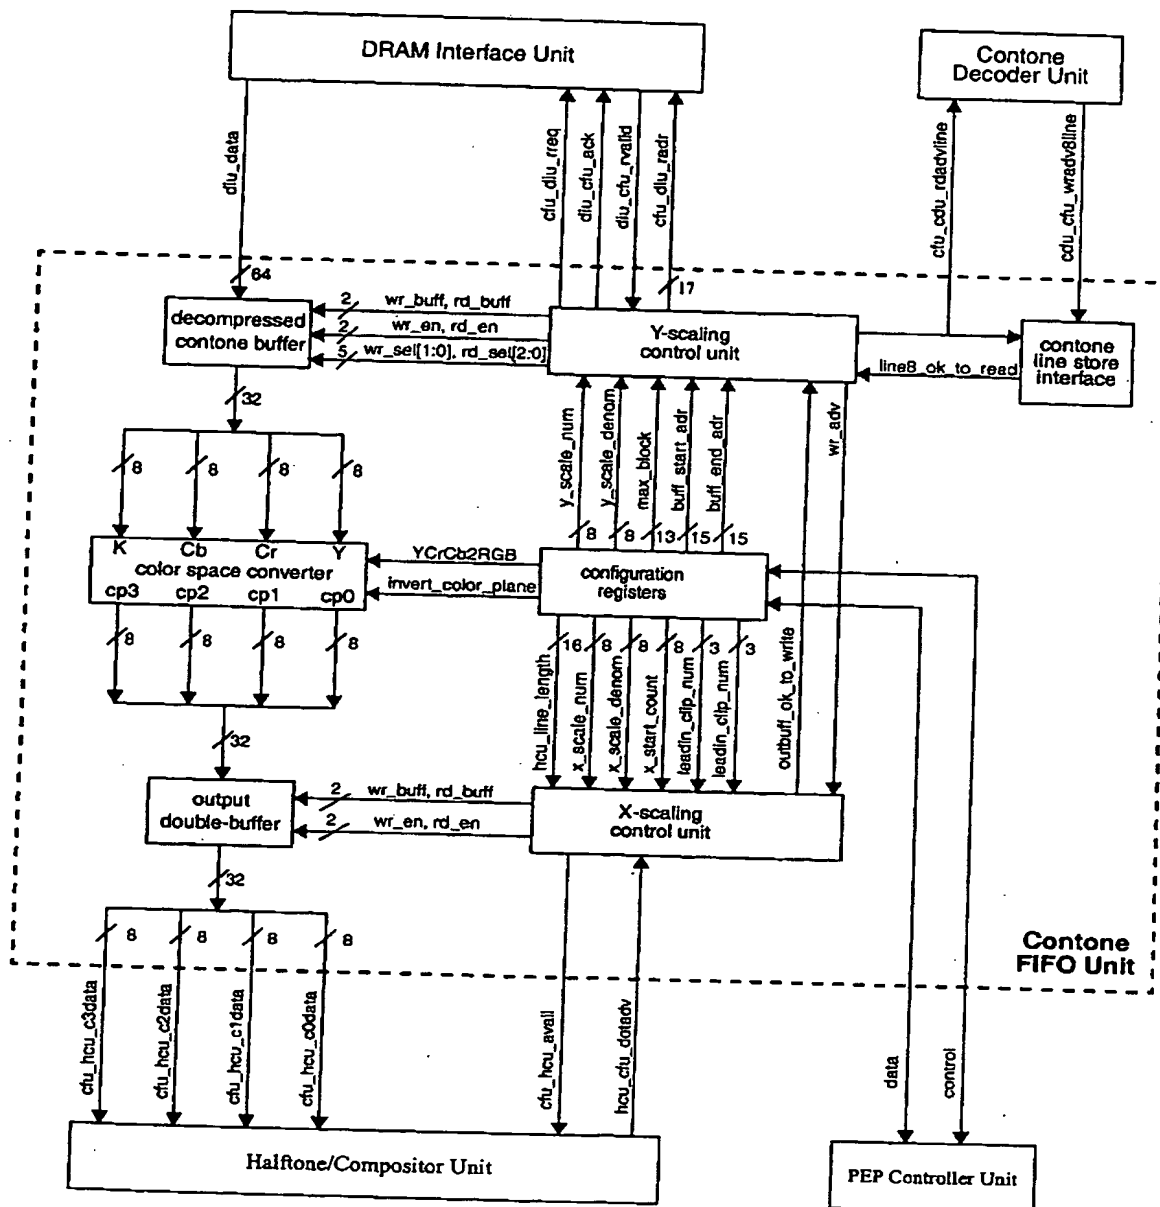 DRAM Interface Unit
Contone
Decoder Unit
diu_data
cfu_diu_rreq
diu_cfu_ack
diu_cfu_rvalid
cfu_diu_radr
cfu_cdu_rdadvline
cdu_cfu_wradv8line
64
17
decompressed
contone buffer
2
wr_buff, rd_buff
2
wr_en, rd_en
5
wr_sel[1:0], rd_sel[2:0]
Y-scaling
control unit
contone
line store
interface
line8_ok_to_read
32
8
8
8
8
y_scale_num
y_scale_denom
max_block
buff_start_adr
buff_end_adr
wr_adv
8
8
13
15
15
K
Cb
Cr
Y
color space converter
cp3
cp2
cp1
cp0
YCrCb2RGB
invert_color_plane
configuration
registers
8
8
8
8
16
8
8
8
3
3
hcu_line_length
x_scale_num
x_scale_denom
x_start_count
leadin_clip_num
leadin_clip_num
outbuff_ok_to_write
32
output
double-buffer
2
wr_buff, rd_buff
2
wr_en, rd_en
X-scaling
control unit
32
8
8
8
8
Contone
FIFO Unit
cfu_hcu_c3data
cfu_hcu_c2data
cfu_hcu_c1data
cfu_hcu_c0data
cfu_hcu_avail
hcu_cfu_dotadv
data
control
Halftone/Compositor Unit
PEP Controller Unit